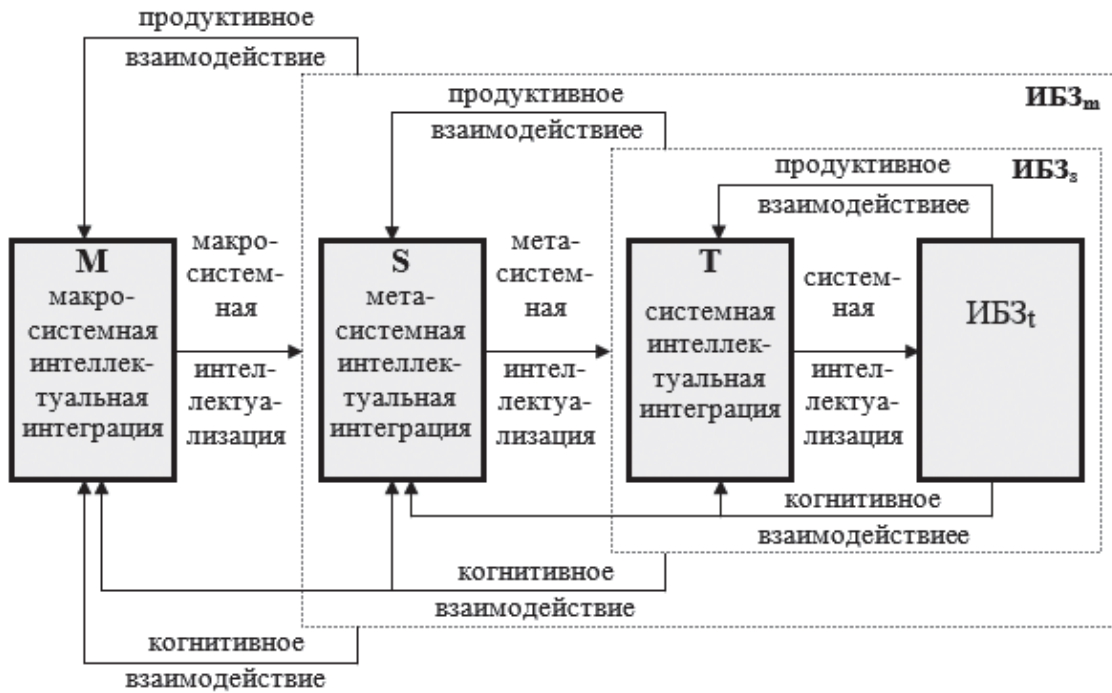 продуктивное
взаимодействие
ИБЗm
продуктивное
взаимодействиее
ИБЗs
продуктивное
взаимодействиее
M
макро-
системная
интеллек-
туальная
интеграция
макро-
систем-
ная
интел-
лектуа-
лизация
S
мета-
системная
интеллек-
туальная
интеграция
мета-
систем-
ная
интел-
лектуа-
лизация
T
системная
интеллек-
туальная
интеграция
систем-
ная
интел-
лектуа-
лизация
ИБЗt
когнитивное
взаимодействиее
когнитивное
взаимодействие
когнитивное
взаимодействие